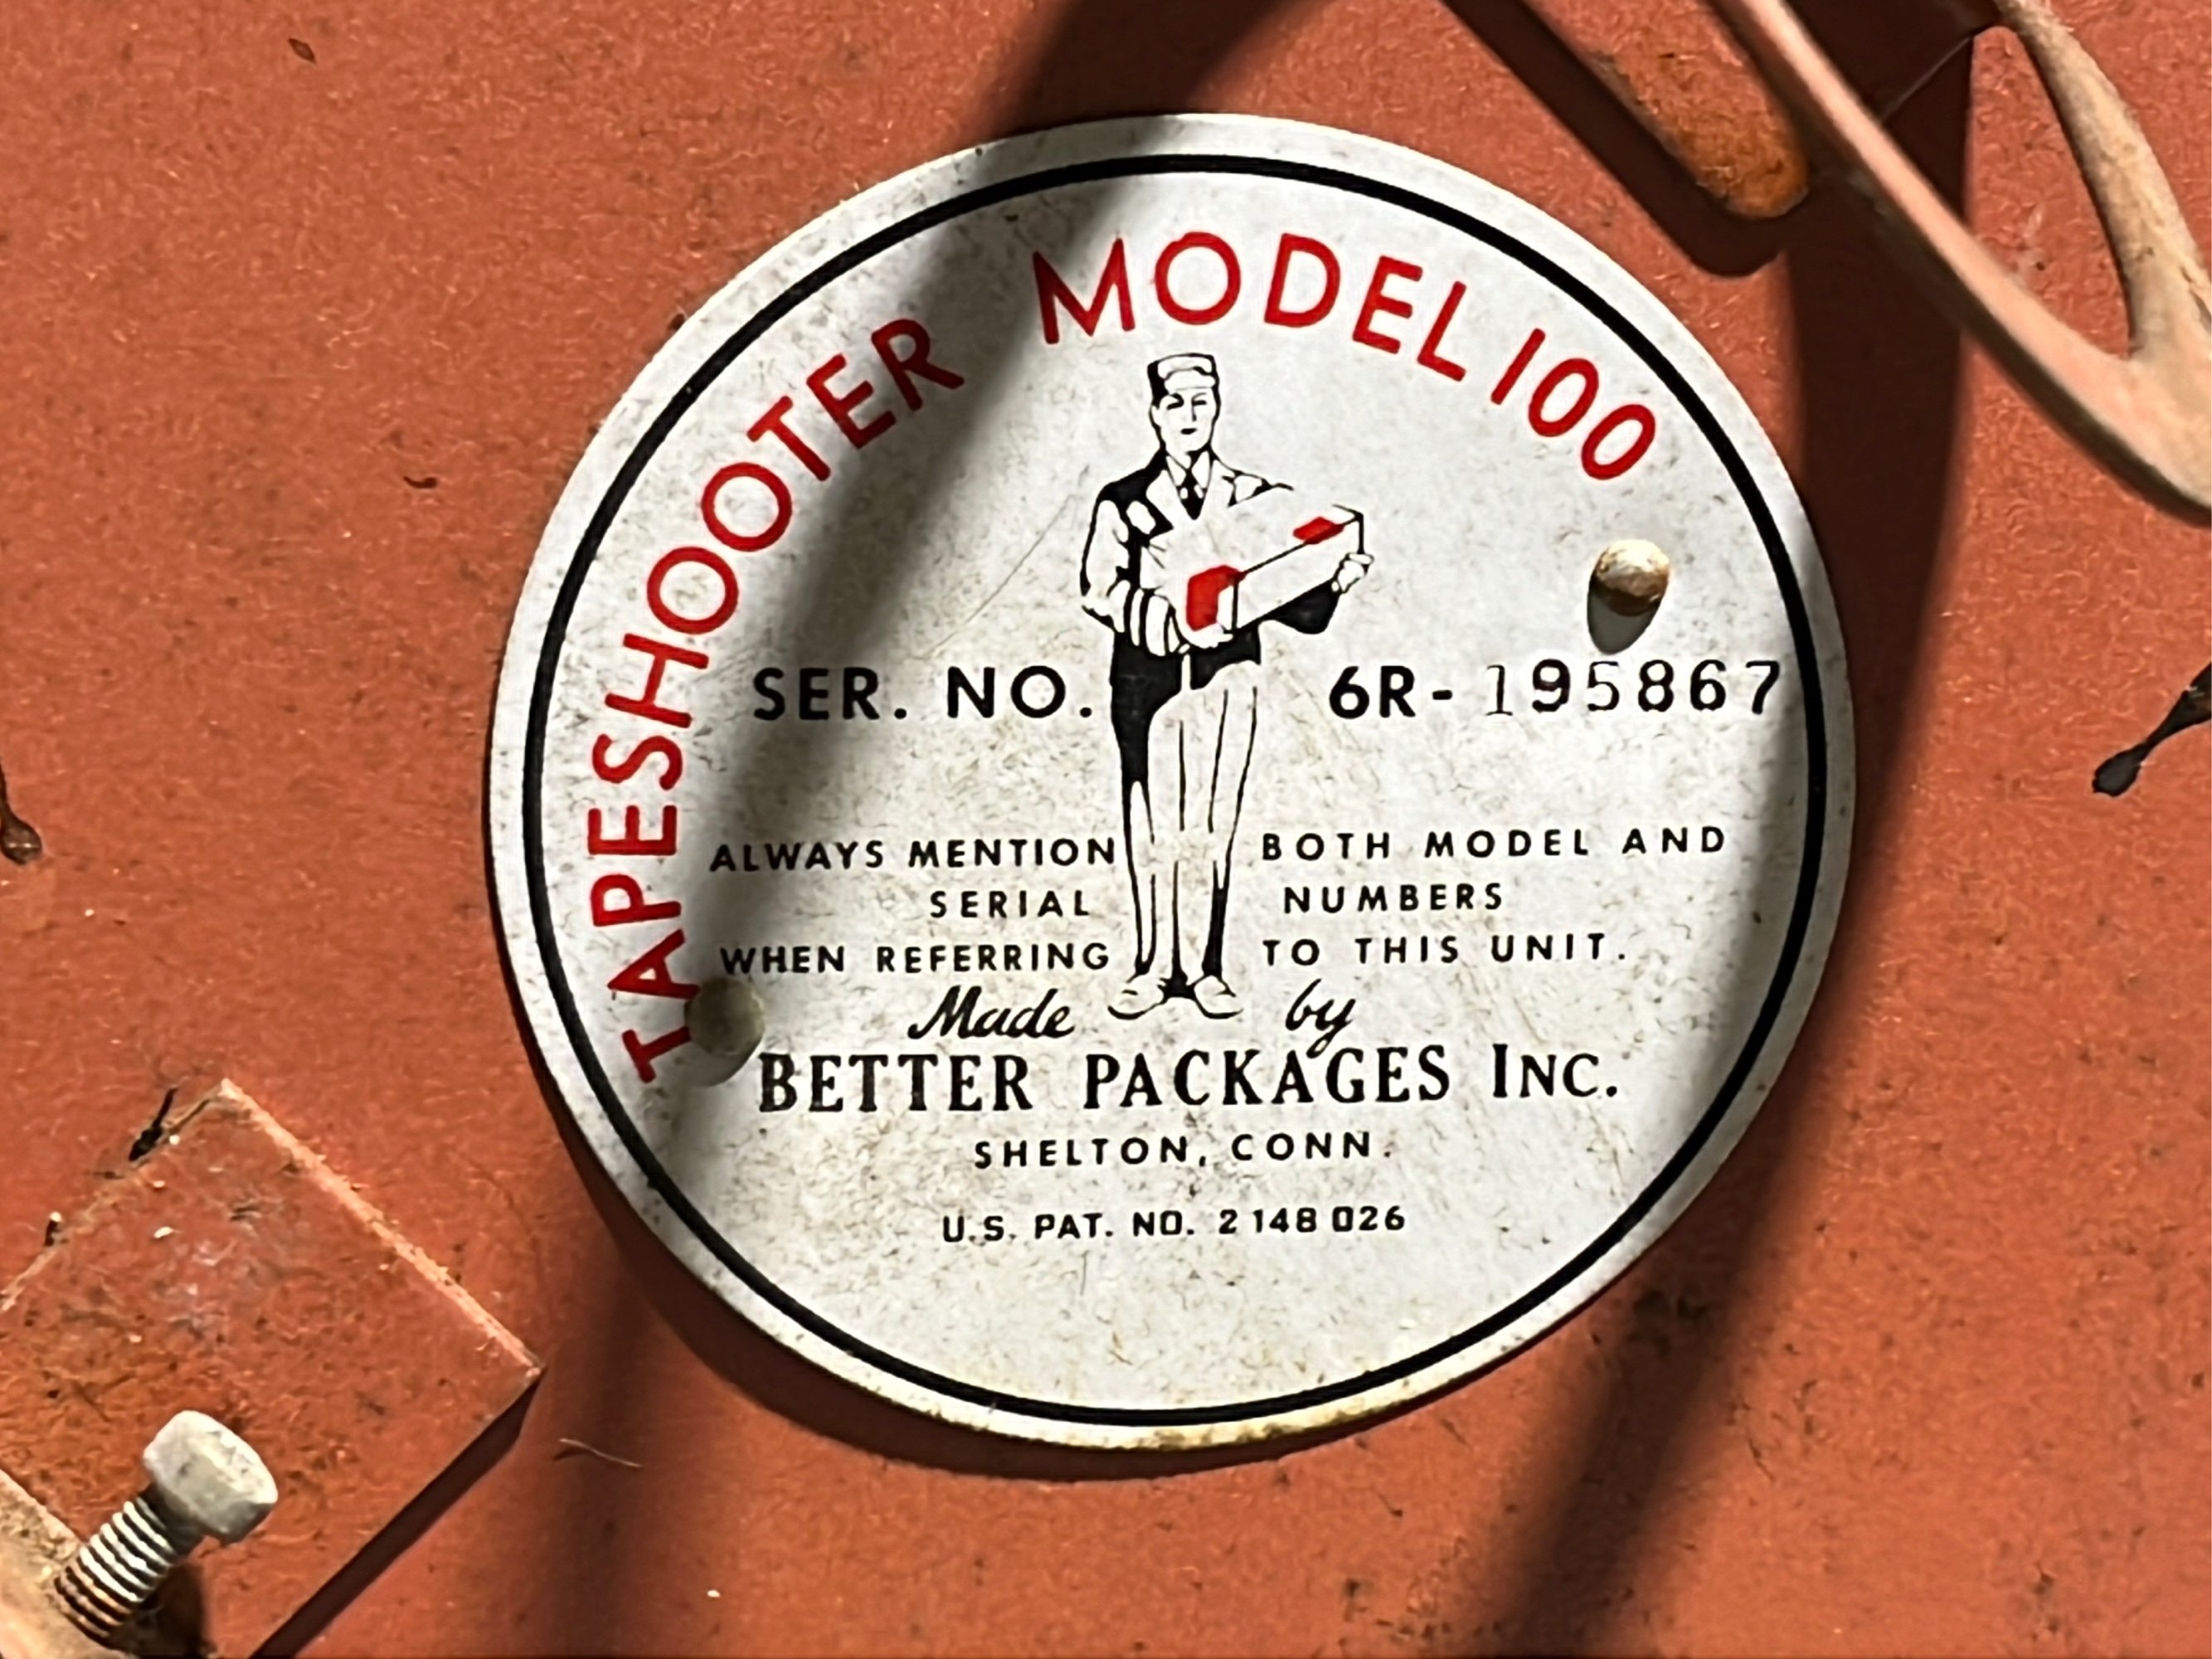 TAPESHOOTER MODEL 100
SER. NO. 6R- 195867
ALWAYS MENTION BOTH MODEL AND
SERIAL NUMBERS
WHEN REFERRING TO THIS UNIT.
Made by
BETTER PACKAGES INC.
SHELTON, CONN.
U.S. PAT. NO. 2 148 026